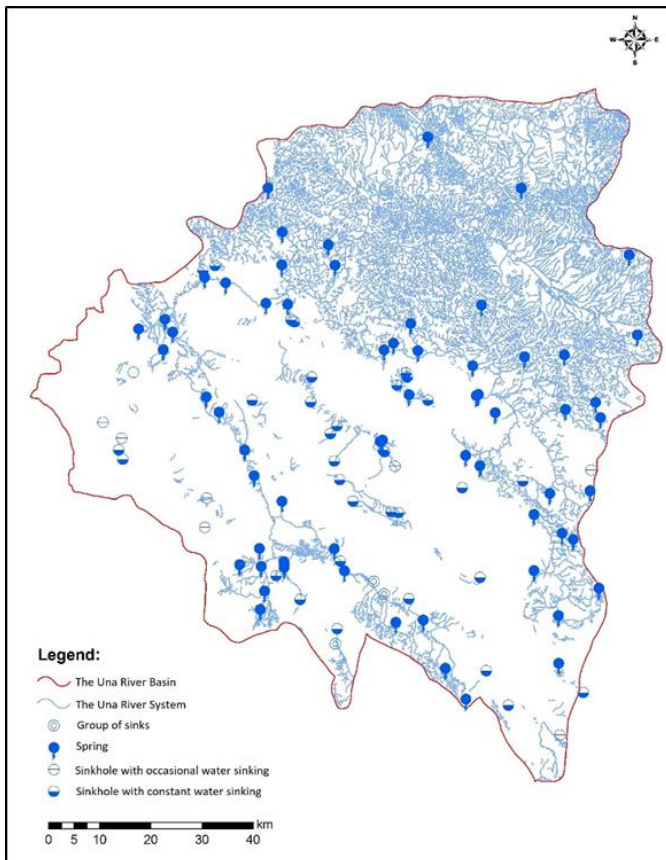 N
W E
S
Legend:
The Una River Basin
The Una River System
Group of sinks
Spring
Sinkhole with occasional water sinking
Sinkhole with constant water sinking
km
0 5 10 20 30 40